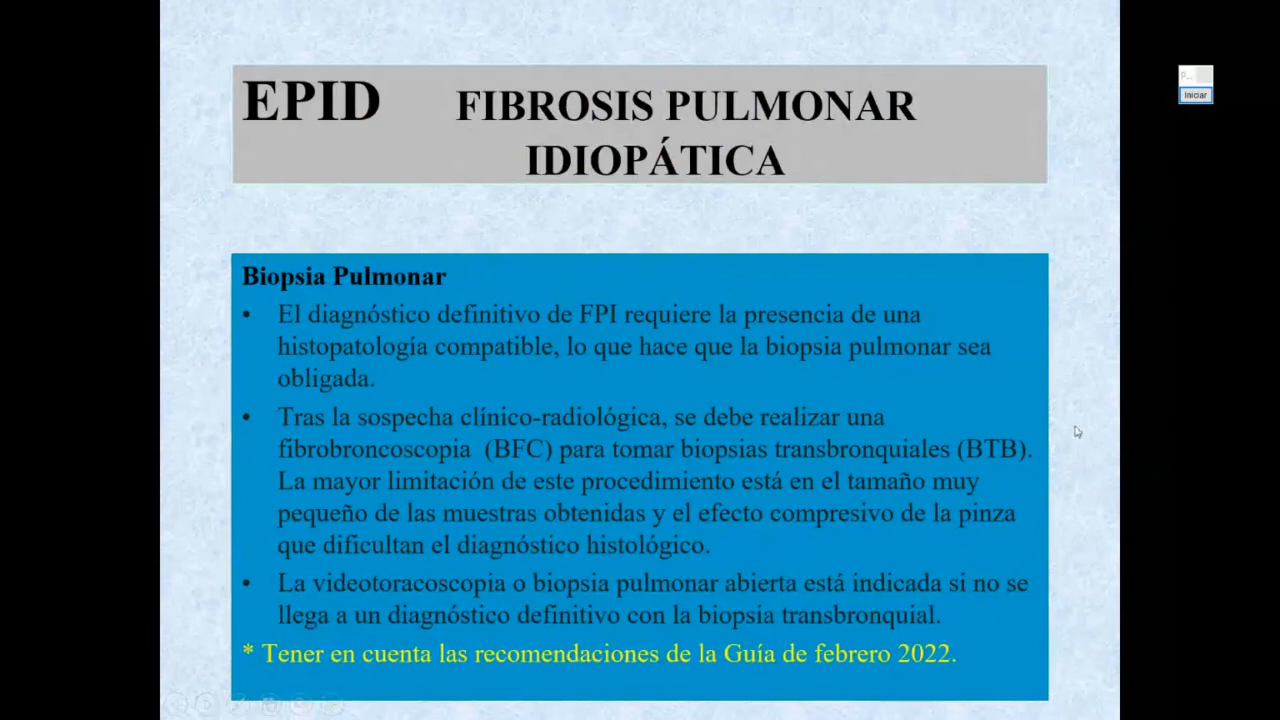 EPID FIBROSIS PULMONAR
IDIOPÁTICA
P...
Iniciar
Biopsia Pulmonar
• El diagnóstico definitivo de FPI requiere la presencia de una
histopatología compatible, lo que hace que la biopsia pulmonar sea
obligada.
• Tras la sospecha clínico-radiológica, se debe realizar una
fibrobroncoscopia (BFC) para tomar biopsias transbronquiales (BTB).
La mayor limitación de este procedimiento está en el tamaño muy
pequeño de las muestras obtenidas y el efecto compresivo de la pinza
que dificultan el diagnóstico histológico.
• La videotoracoscopia o biopsia pulmonar abierta está indicada si no se
llega a un diagnóstico definitivo con la biopsia transbronquial.
* Tener en cuenta las recomendaciones de la Guía de febrero 2022.